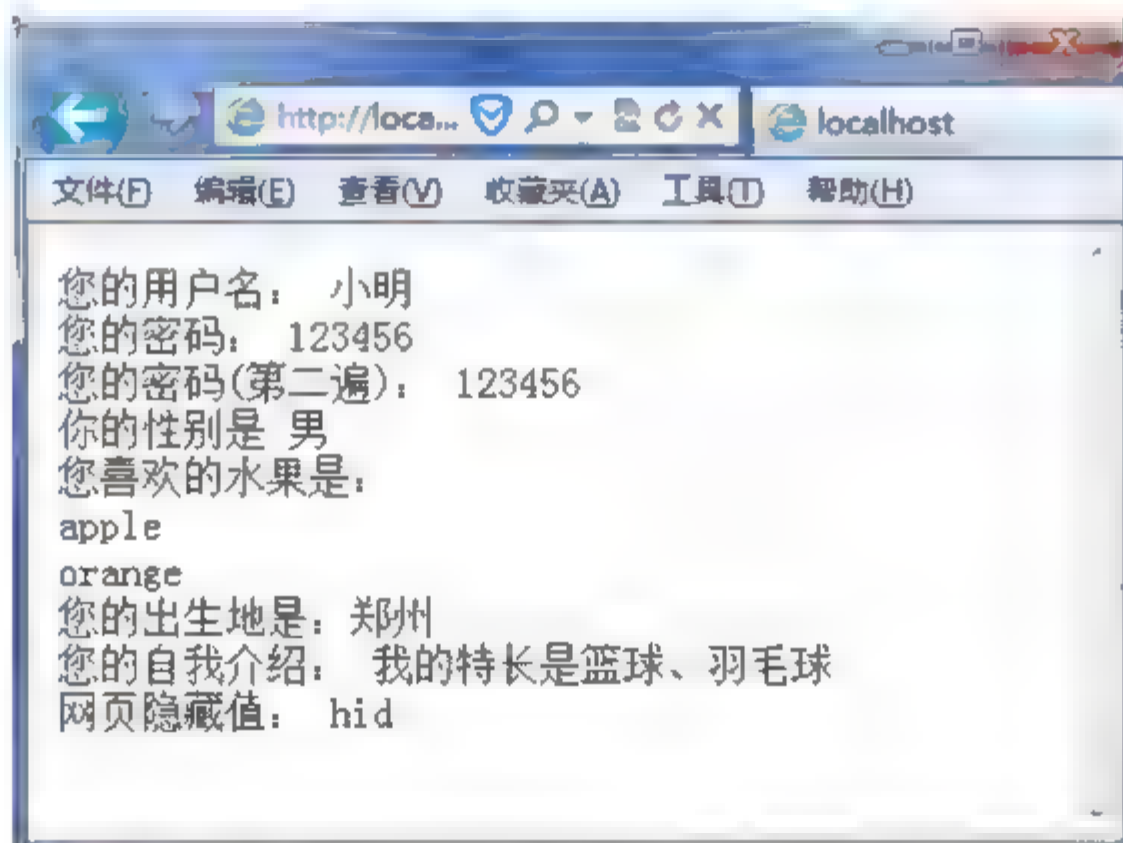 http://loca...
localhost
文件(F) 编辑(E) 查看(V) 收藏夹(A) 工具(T) 帮助(H)
您的用户名： 小明
您的密码： 123456
您的密码(第二遍)： 123456
你的性别是 男
您喜欢的水果是：
apple
orange
您的出生地是：郑州
您的自我介绍： 我的特长是篮球、羽毛球
网页隐藏值： hid